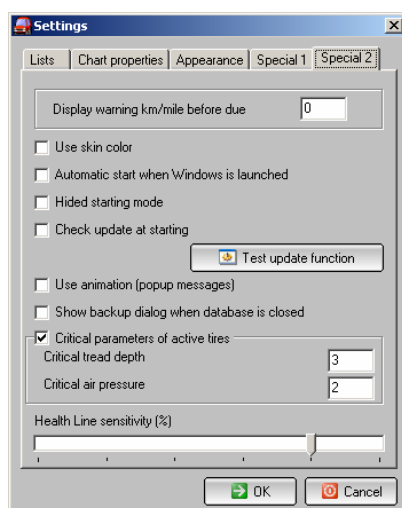 Settings
Lists Chart properties Appearance Special 1 Special 2
Display warning km/mile before due 0
Use skin color
Automatic start when Windows is launched
Hided starting mode
Check update at starting
Test update function
Use animation (popup messages)
Show backup dialog when database is closed
Critical parameters of active tires
Critical tread depth 3
Critical air pressure 2
Health Line sensitivity (%)
OK Cancel